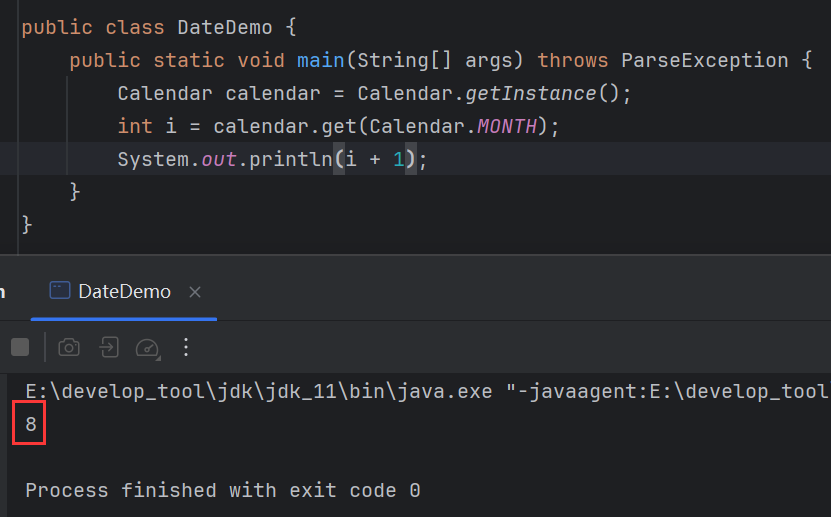 public class DateDemo {
public static void main(String[] args) throws ParseException {
Calendar calendar = Calendar.getInstance();
int i = calendar.get(Calendar.MONTH);
System.out.println(i + 1);
}
}
DateDemo
E:\develop_tool\jdk\jdk_11\bin\java.exe "-javaagent:E:\develop_tool
8
Process finished with exit code 0